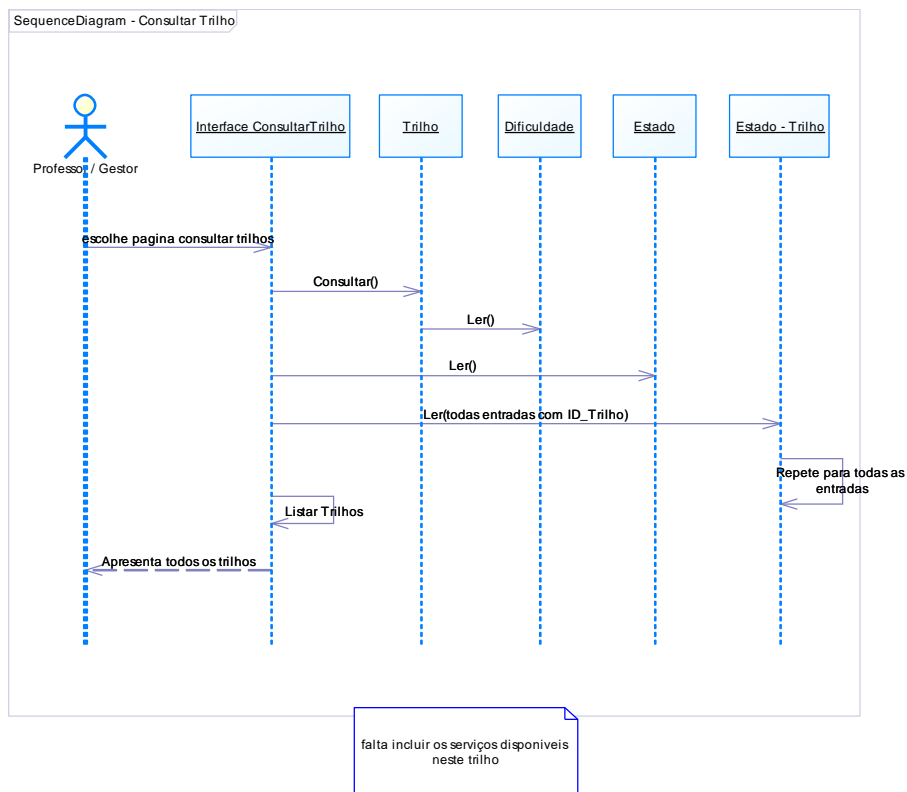 SequenceDiagram - Consultar Trilho
Interface ConsultarTrilho
Trilho
Dificuldade
Estado
Estado - Trilho
Professor / Gestor
escolhe pagina consultar trilhos
Consultar()
Ler()
Ler()
Ler(todas entradas com ID_Trilho)
Repete para todas as
entradas
Listar Trilhos
Apresenta todos os trilhos
falta incluir os serviços disponiveis
neste trilho